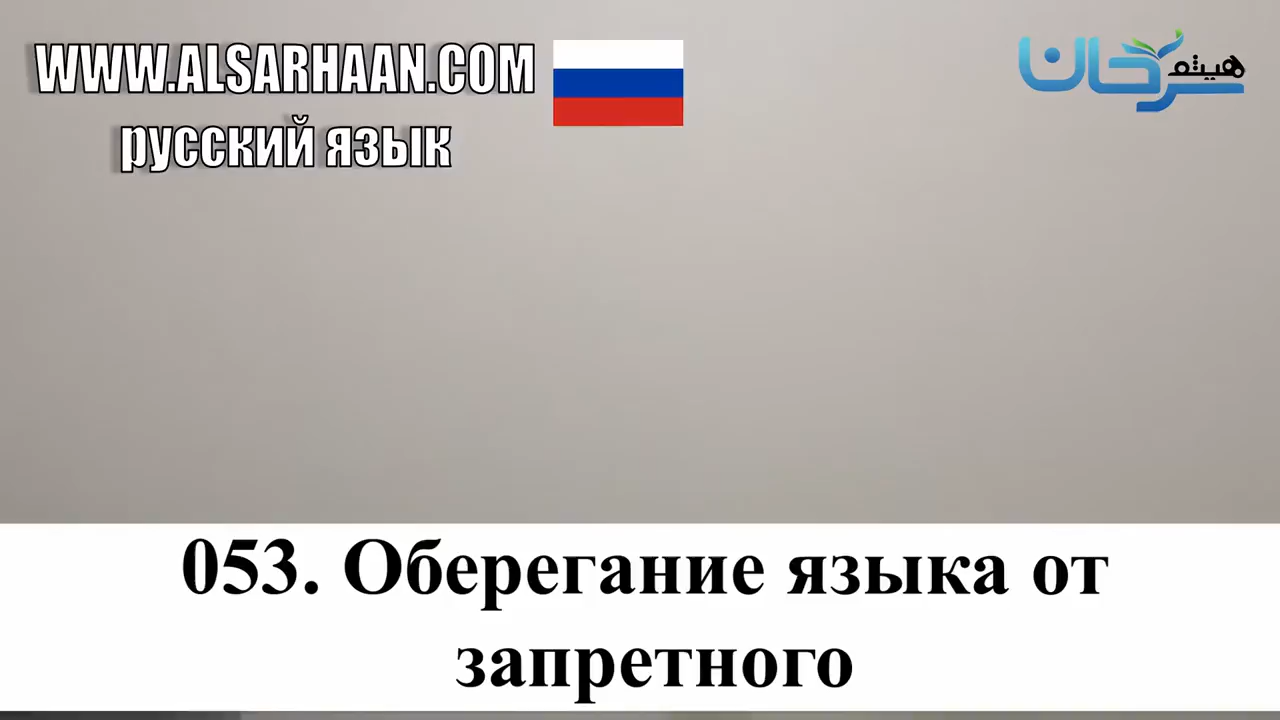 WWW.ALSARHAAN.COM
русский язык
هيثم
سرحان
053. Оберегание языка от
запретного